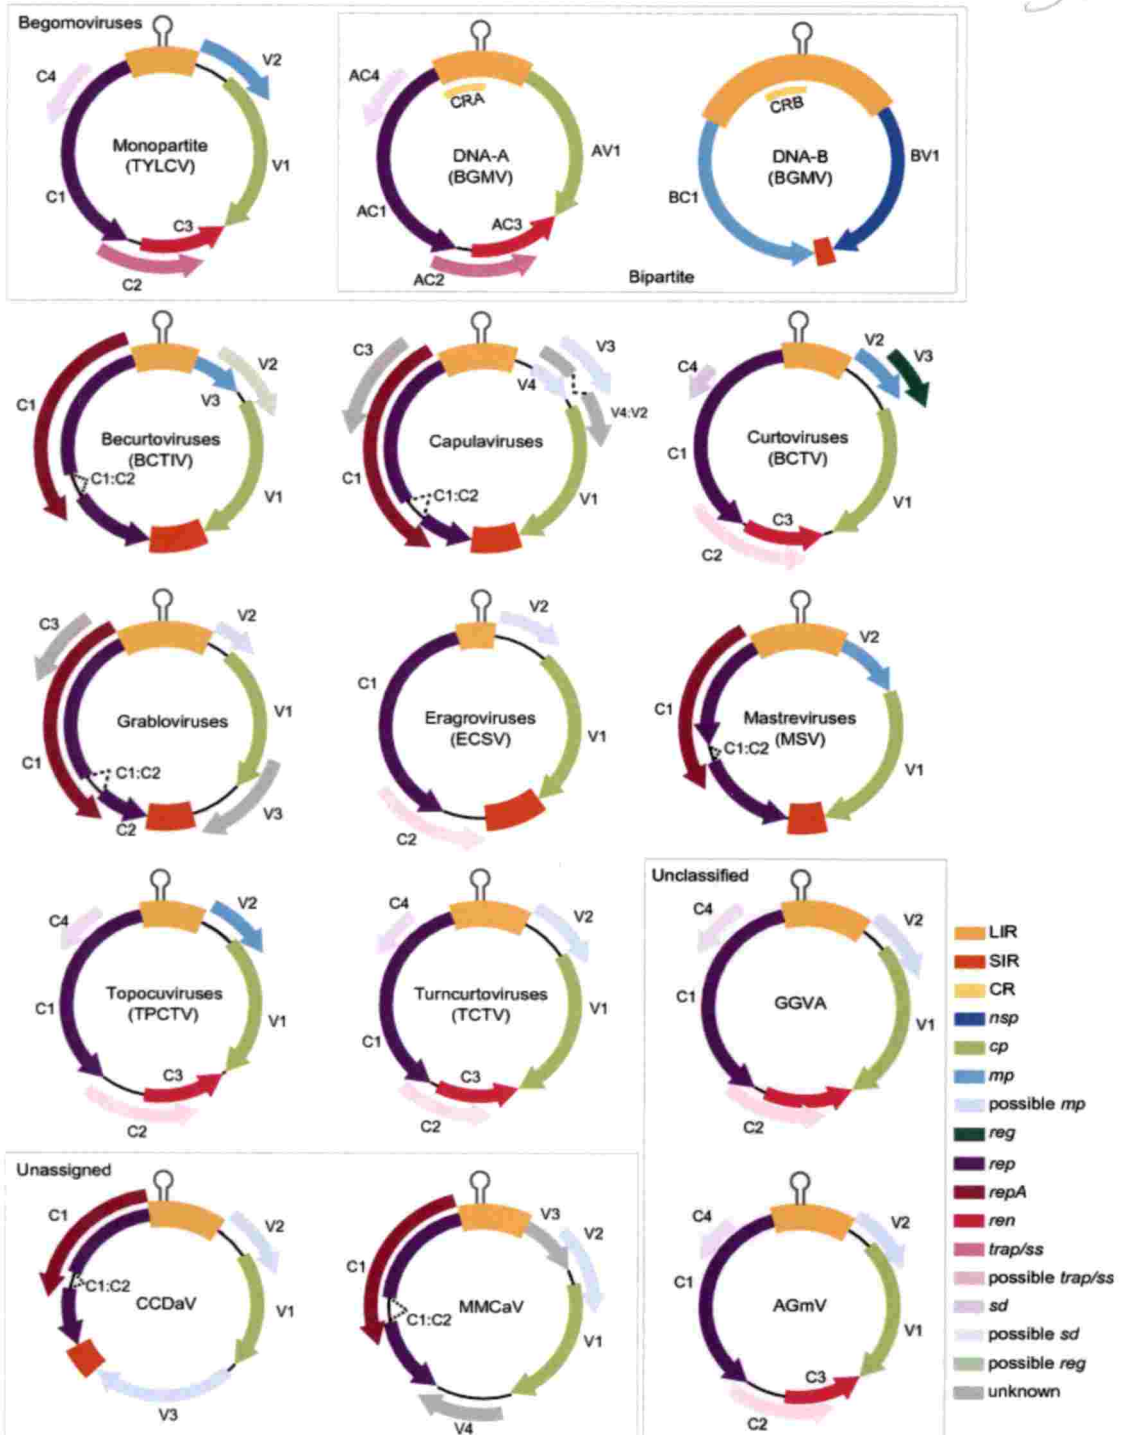 Begomoviruses
C4
V2
Monopartite
(TYLCV)
V1
C1
C3
C2
AC4
CRA
DNA-A
(BGMV)
AV1
AC1
AC3
AC2
CRB
DNA-B
(BGMV)
BV1
BC1
Bipartite
V2
V3
C1
Becurtoviruses
(BCTIV)
C1:C2
V1
C3
V3
V4
V4:V2
Capulaviruses
C1
C1:C2
V1
V2
V3
C4
Curtoviruses
(BCTV)
C1
V1
C3
C2
C3
V2
V1
Grabloviruses
C1
C1:C2
C2
V3
V2
C1
Eragroviruses
(ECSV)
V1
C2
V2
C1
Mastreviruses
(MSV)
C1:C2
V1
C4
V2
Topocuviruses
(TPCTV)
C1
V1
C3
C2
C4
V2
Turncurtoviruses
(TCTV)
V1
C1
C3
C2
Unclassified
C4
V2
C1
GGVA
V1
C2
C4
V2
C1
AGmV
V1
C3
C2
Unassigned
C1
V2
C1:C2
CCDaV
V1
V3
V3
V2
C1
MMCaV
C1:C2
V1
V4
LIR
SIR
CR
nsp
cp
mp
possible mp
reg
rep
repA
ren
trap/ss
possible trap/ss
sd
possible sd
possible reg
unknown